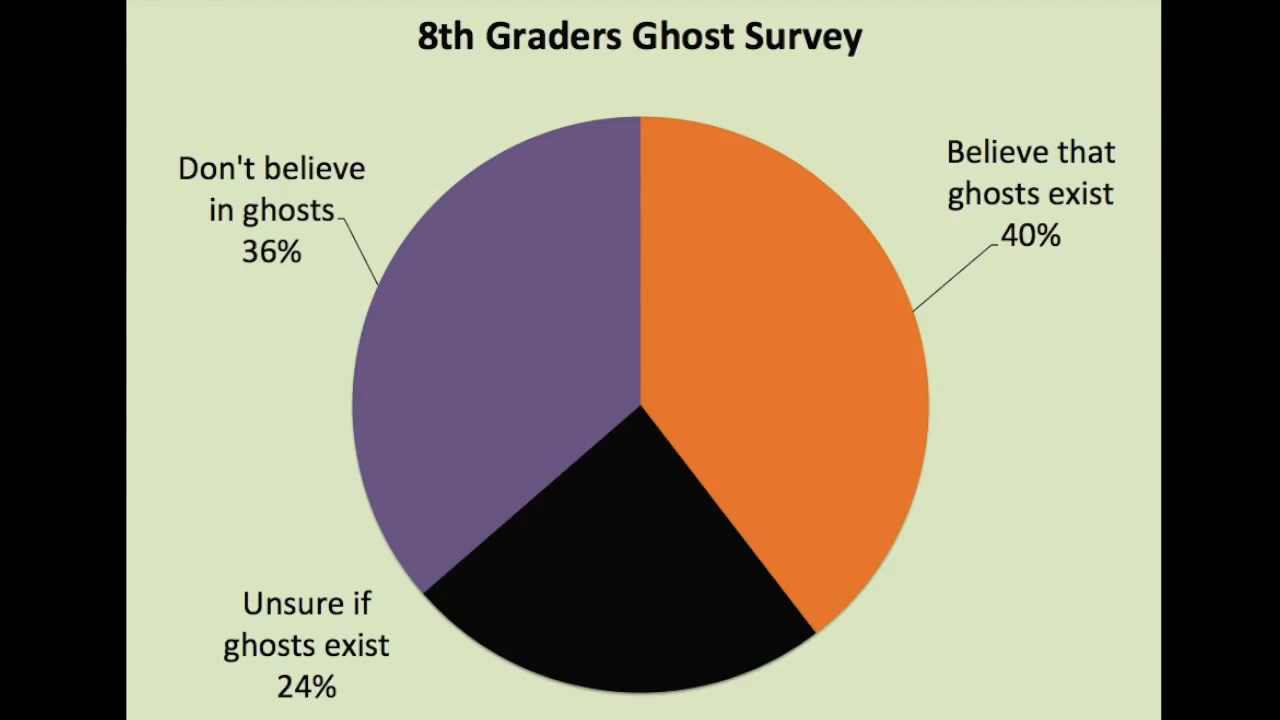 8th Graders Ghost Survey
Don't believe
in ghosts
36%
Believe that
ghosts exist
40%
Unsure if
ghosts exist
24%